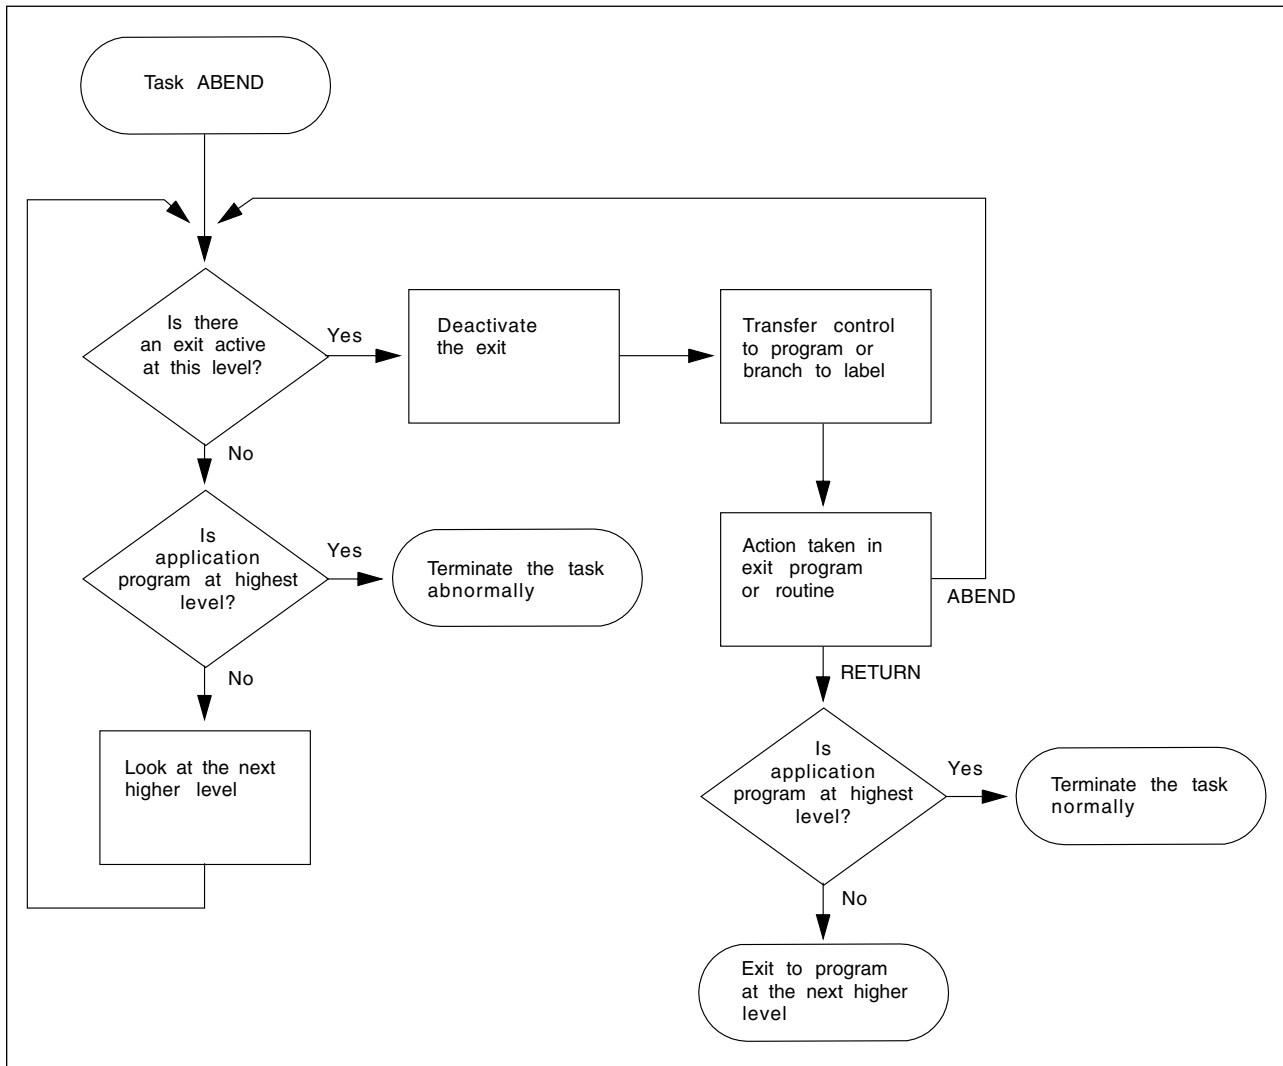 Task ABEND
Is there
an exit active
at this level?
Yes
Deactivate
the exit
Transfer control
to program or
branch to label
No
Is
application
program at highest
level?
Yes
Terminate the task
abnormally
Action taken in
exit program
or routine
ABEND
RETURN
No
Look at the next
higher level
Is
application
program at highest
level?
Yes
Terminate the task
normally
No
Exit to program
at the next higher
level